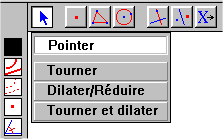 X
Pointer
Tourner
Dilater/Réduire
Tourner et dilater